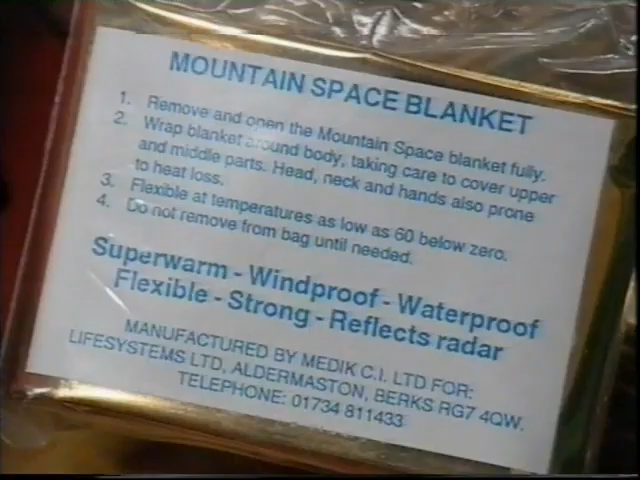 MOUNTAIN SPACE BLANKET
1. Remove and open the Mountain Space blanket fully.
2. Wrap blanket around body, taking care to cover upper
and middle parts. Head, neck and hands also prone
to heat loss.
3. Flexible at temperatures as low as 60 below zero.
4. Do not remove from bag until needed.
Superwarm - Windproof - Waterproof
Flexible - Strong - Reflects radar
MANUFACTURED BY MEDIK C.I. LTD FOR:
LIFESYSTEMS LTD, ALDERMASTON, BERKS RG7 4QW.
TELEPHONE: 01734 811433